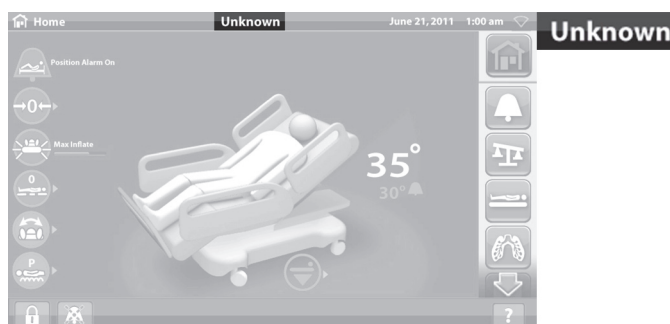 Home Unknown June 21, 2011 1:00 am
Unknown
Position Alarm On
→0←
Max Inflate
35°
30°
0
P
?